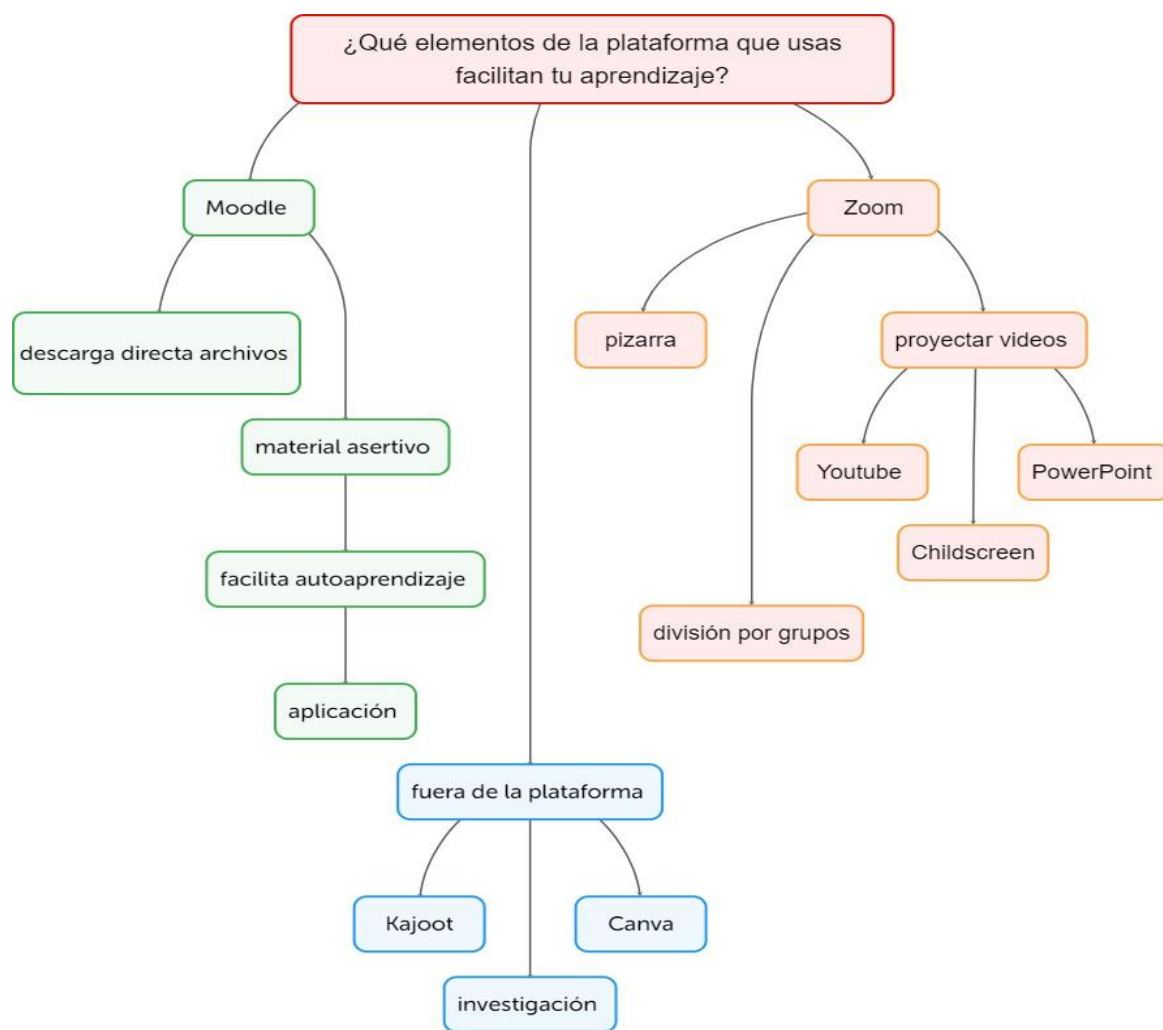 ¿Qué elementos de la plataforma que usas
facilitan tu aprendizaje?
Moodle
Zoom
descarga directa archivos
pizarra
proyectar videos
material asertivo
Youtube
PowerPoint
Childscreen
facilita autoaprendizaje
división por grupos
aplicación
fuera de la plataforma
Kajoot
Canva
investigación